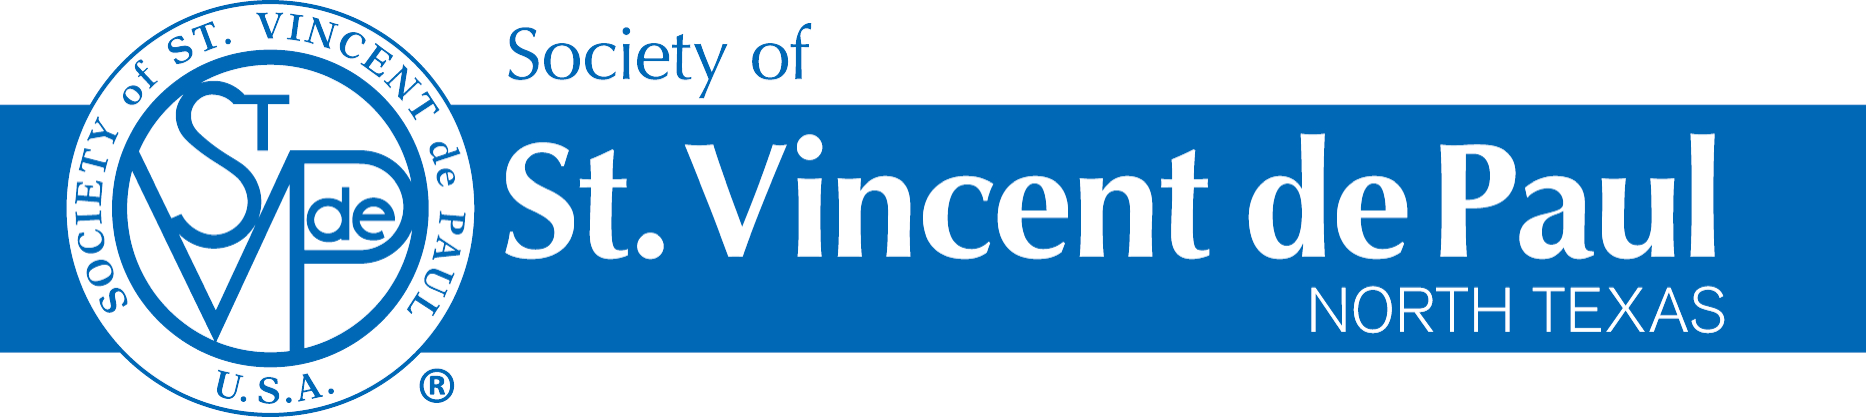 SOCIETY of ST. VINCENT de PAUL
U.S.A.
ST
V P de
®
Society of
St. Vincent de Paul
NORTH TEXAS